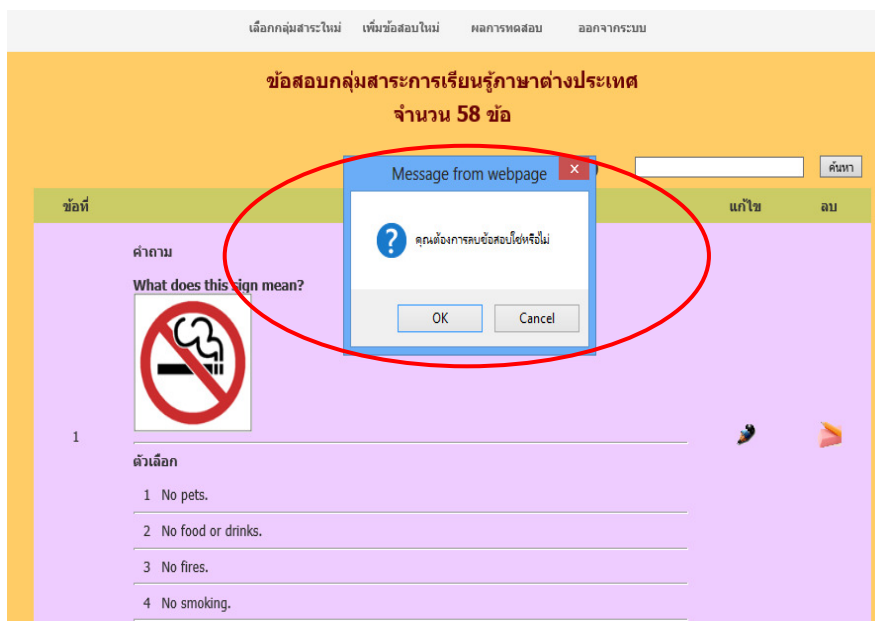 เลือกกลุ่มสาระใหม่ เพิ่มข้อสอบใหม่ ผลการทดสอบ ออกจากระบบ
ข้อสอบกลุ่มสาระการเรียนรู้ภาษาต่างประเทศ
จำนวน 58 ข้อ
ค้นหา
Message from webpage
x
ข้อที่ แก้ไข ลบ
คุณต้องการลบข้อสอบใช่หรือไม่
OK Cancel
คำถาม
What does this sign mean?
1
ตัวเลือก
1 No pets.
2 No food or drinks.
3 No fires.
4 No smoking.